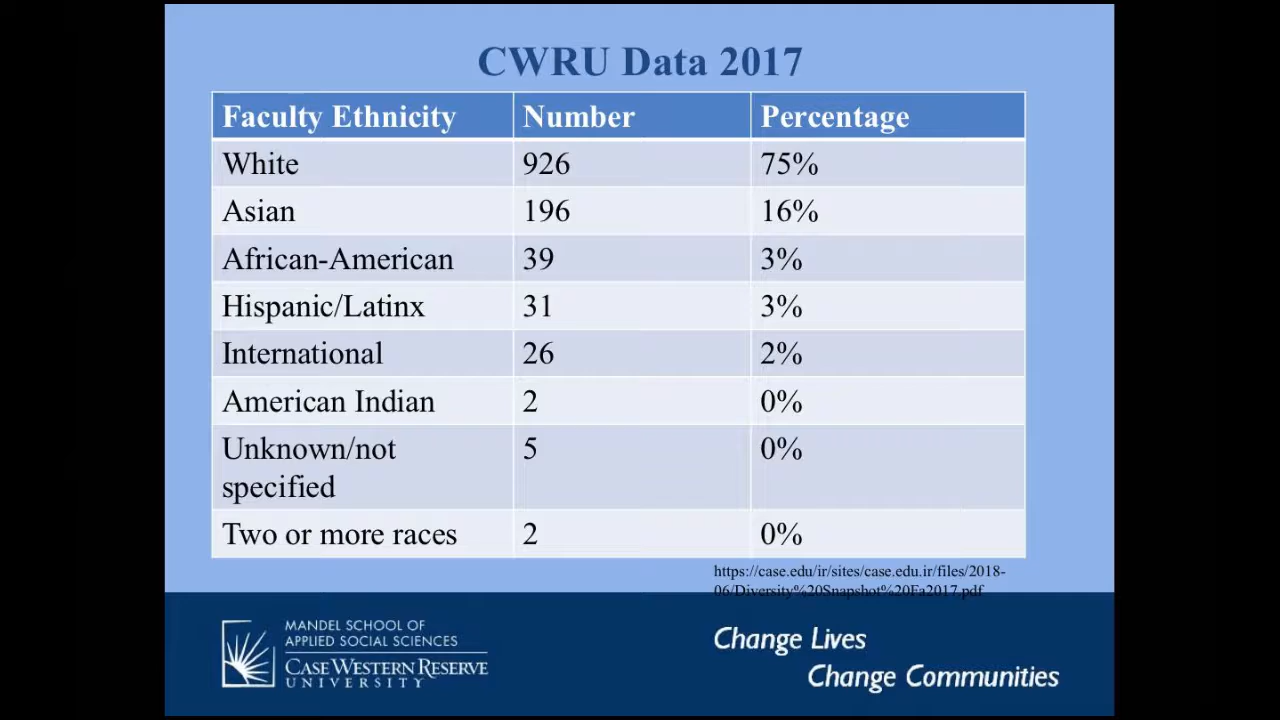 CWRU Data 2017
Faculty Ethnicity Number Percentage
White 926 75%
Asian 196 16%
African-American 39 3%
Hispanic/Latinx 31 3%
International 26 2%
American Indian 2 0%
Unknown/not 5 0%
specified
Two or more races 2 0%
https://case.edu/ir/sites/case.edu.ir/files/2018-
06/Diversity%20Snapshot%20Fa2017.pdf
MANDEL SCHOOL OF
APPLIED SOCIAL SCIENCES
CASE WESTERN RESERVE
UNIVERSITY
Change Lives
Change Communities